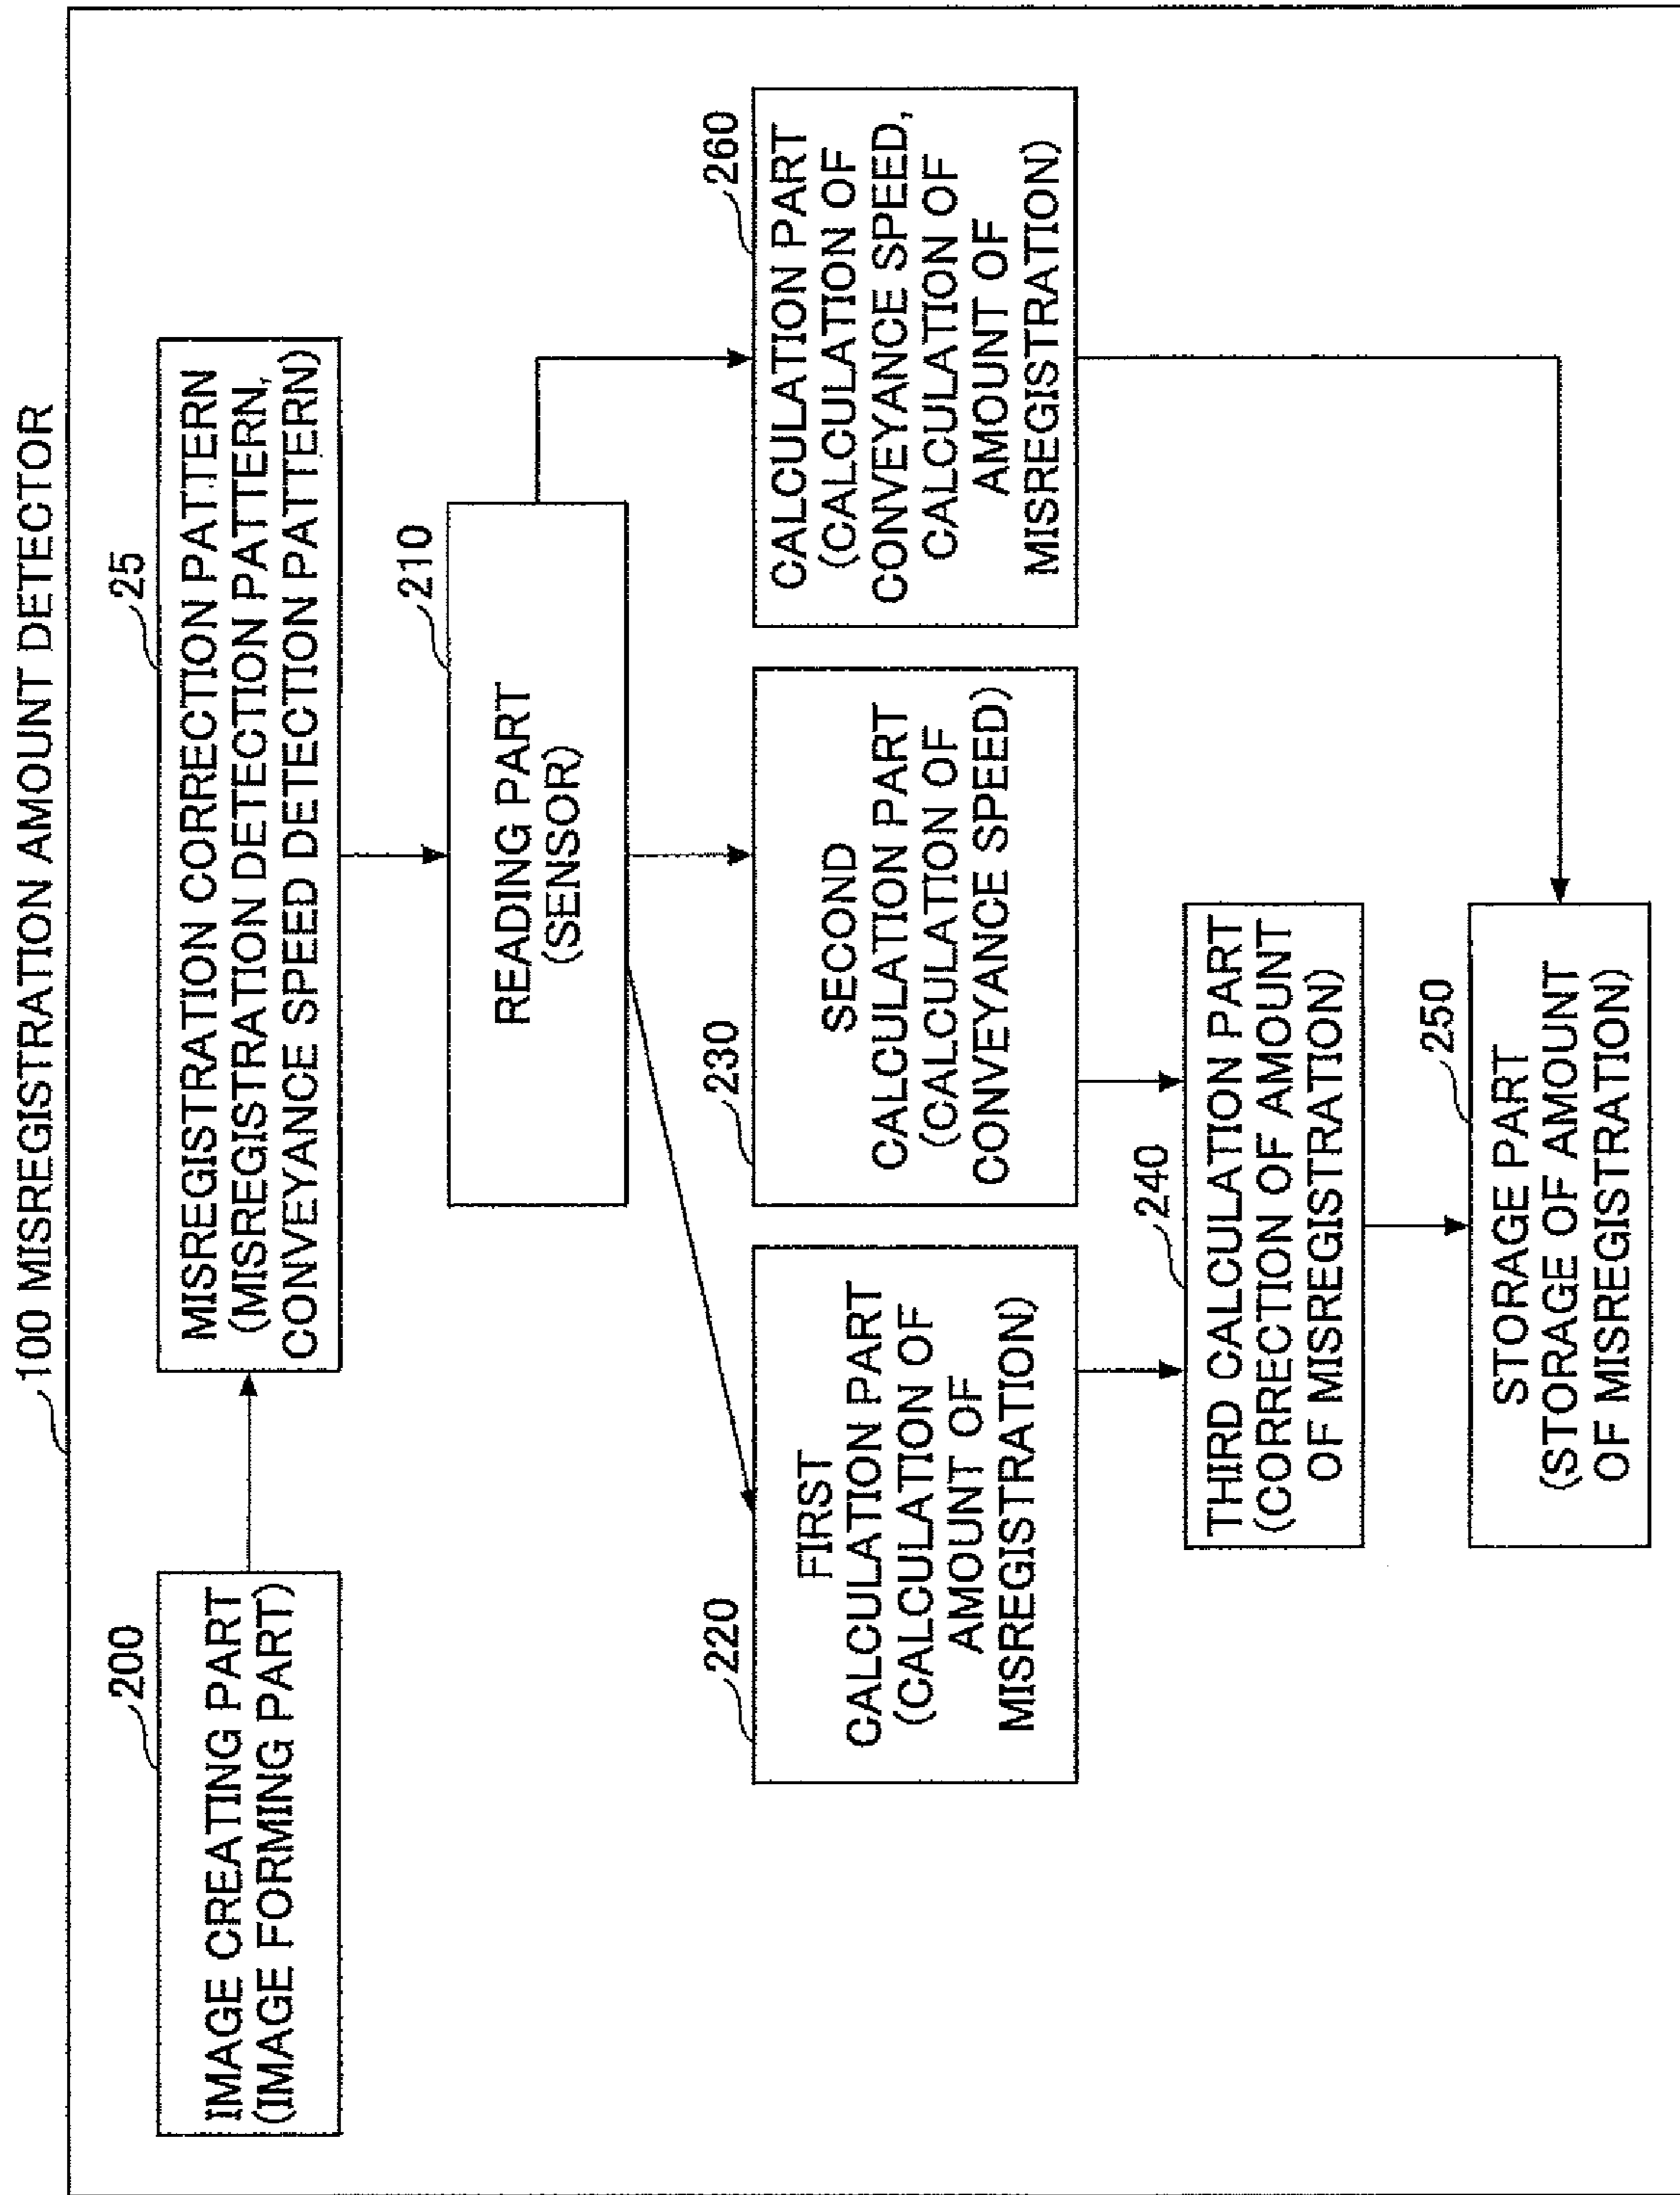 100 MISREGISTRATION AMOUNT DETECTOR
200
IMAGE CREATING PART
(IMAGE FORMING PART)
25
MISREGISTRATION CORRECTION PATTERN
(MISREGISTRATION DETECTION PATTERN,
CONVEYANCE SPEED DETECTION PATTERN)
210
READING PART
(SENSOR)
220
FIRST
CALCULATION PART
(CALCULATION OF
AMOUNT OF
MISREGISTRATION)
230
SECOND
CALCULATION PART
(CALCULATION OF
CONVEYANCE SPEED)
260
CALCULATION PART
(CALCULATION OF
CONVEYANCE SPEED,
CALCULATION OF
AMOUNT OF
MISREGISTRATION)
240
THIRD CALCULATION PART
(CORRECTION OF AMOUNT
OF MISREGISTRATION)
250
STORAGE PART
(STORAGE OF AMOUNT
OF MISREGISTRATION)